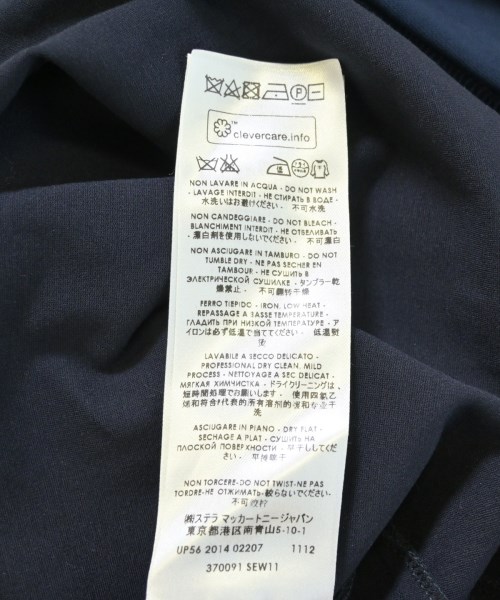 P
™ clevercare.info
NON LAVARE IN ACQUA - DO NOT WASH
- LAVAGE INTERDIT - НЕ СТИРАТЬ В ВОДЕ -
水洗いはお避けください - 不可水洗
NON CANDEGGIARE - DO NOT BLEACH -
BLANCHIMENT INTERDIT - НЕ ОТБЕЛИВАТЬ
- 漂白剤を使用しないでください - 不可漂白
NON ASCIUGARE IN TAMBURO - DO NOT
TUMBLE DRY - NE PAS SECHER EN
TAMBOUR - НЕ СУШИТЬ В
ЭЛЕКТРИЧЕСКОЙ СУШИЛКЕ - タンブラー乾
燥禁止 - 不可翻转干燥
FERRO TIEPIDO - IRON, LOW HEAT -
REPASSAGE A BASSE TEMPERATURE -
ГЛАДИТЬ ПРИ НИЗКОЙ ТЕМПЕРАТУРЕ - ア
イロンは必ず低温で当ててください - 低温熨
LAVABILE A SECCO DELICATO -
PROFESSIONAL DRY CLEAN, MILD
PROCESS - NETTOYAGE A SEC DELICAT -
МЯГКАЯ ХИМЧИСТКА - ドライクリーニングは、
短時間処理でお願いします - 使用四氯乙
烯和符合F代表的所有溶剂的缓和专业干
洗
ASCIUGARE IN PIANO - DRY FLAT -
SECHAGE A PLAT - СУШИТЬ НА
ПЛОСКОЙ ПОВЕРХНОСТИ - 平干ししてくださ
い -
NON TORCERE- DO NOT TWIST-NE PAS
TORDRE-НЕ ОТЖИМАТЬ-絞らないでください-
㈱ステラ マッカートニージャパン
東京都港区南青山5-10-1
UP56 2014 02207 1112
370091 SEW11